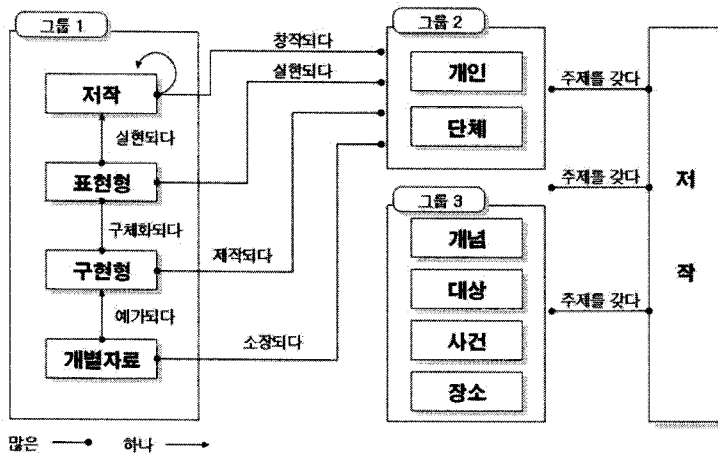 그룹 1
그룹 2
창작되다
저작
실현되다
개인
주제를 갖다
단체
실현되다
표현형
주제를 갖다
저
그룹 3
구체화되다
개념
구현형
제작되다
대상
작
예가되다
주제를 갖다
사건
개별자료
소장되다
장소
많은
하나